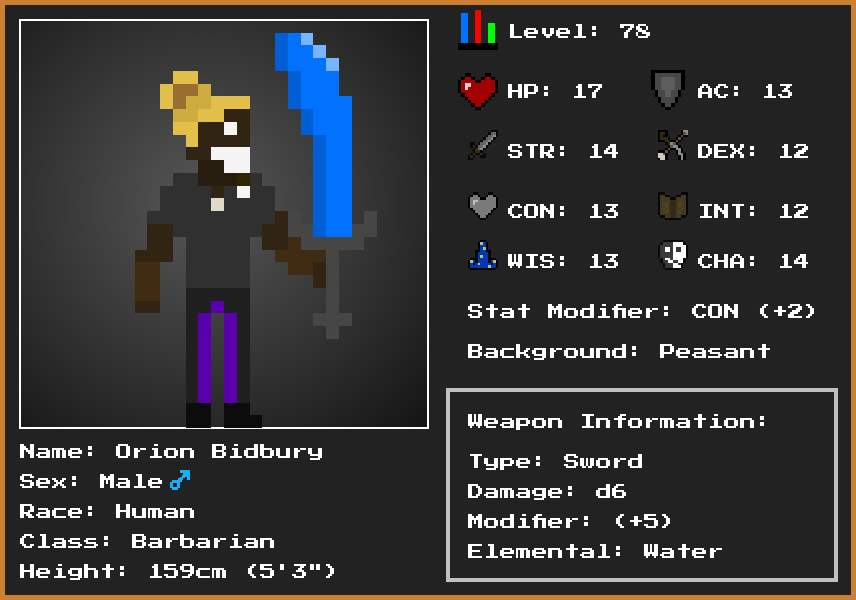 Level: 78
HP: 17
AC: 13
STR: 14
DEX: 12
CON: 13
INT: 12
WIS: 13
CHA: 14
Stat Modifier: CON (+2)
Background: Peasant
Weapon Information:
Type: Sword
Damage: d6
Modifier: (+5)
Elemental: Water
Name: Orion Bidbury
Sex: Male♂
Race: Human
Class: Barbarian
Height: 159cm (5'3")